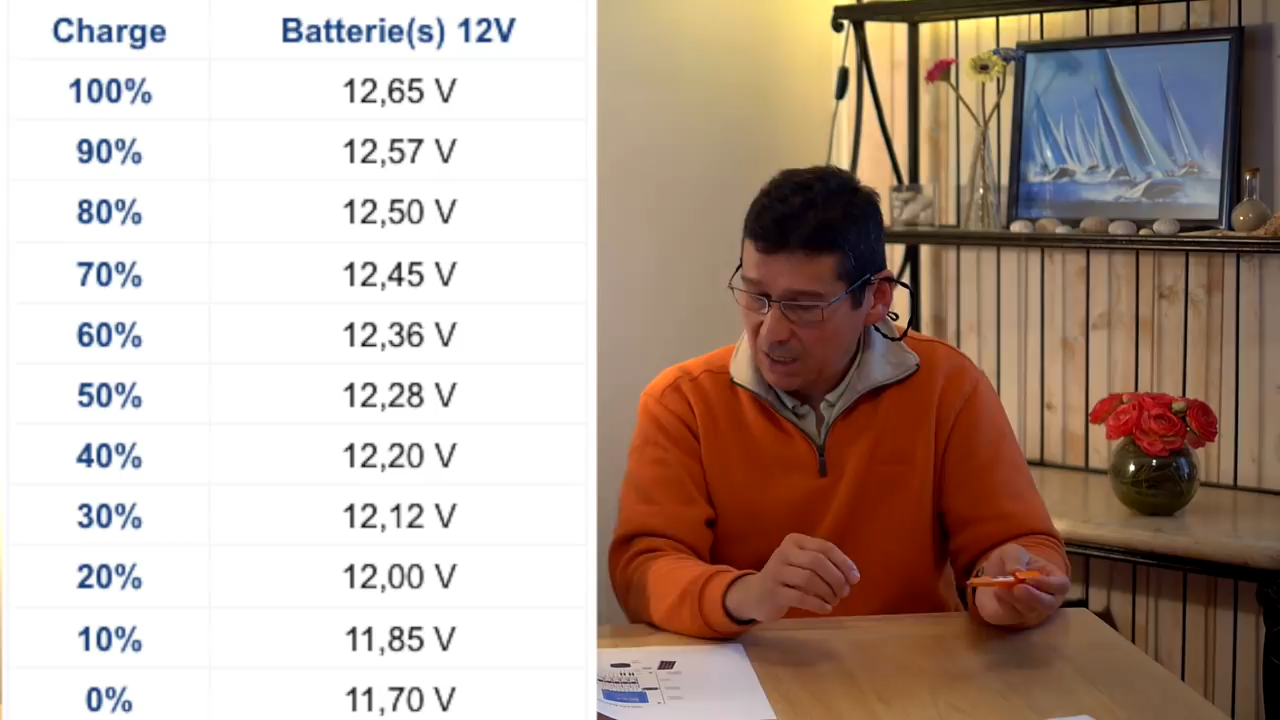 Charge Batterie(s) 12V
100% 12,65 V
90% 12,57 V
80% 12,50 V
70% 12,45 V
60% 12,36 V
50% 12,28 V
40% 12,20 V
30% 12,12 V
20% 12,00 V
10% 11,85 V
0% 11,70 V